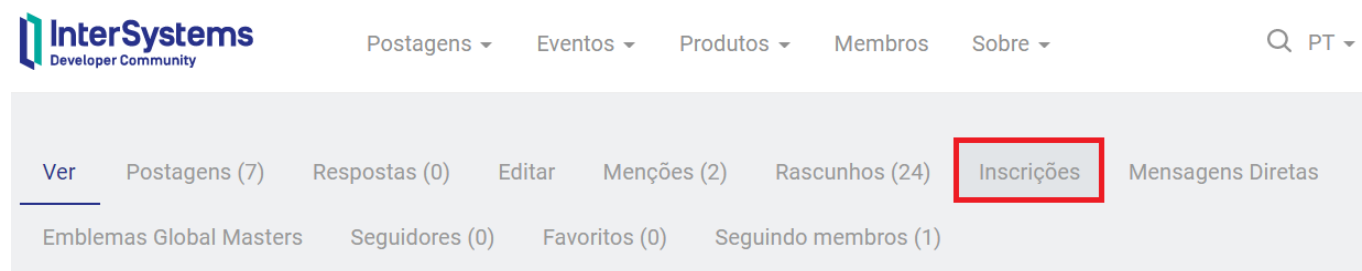 InterSystems
Developer Community
Postagens Eventos Produtos Membros Sobre PT
Ver Postagens (7) Respostas (0) Editar Menções (2) Rascunhos (24) Inscrições Mensagens Diretas
Emblemas Global Masters Seguidores (0) Favoritos (0) Seguindo membros (1)